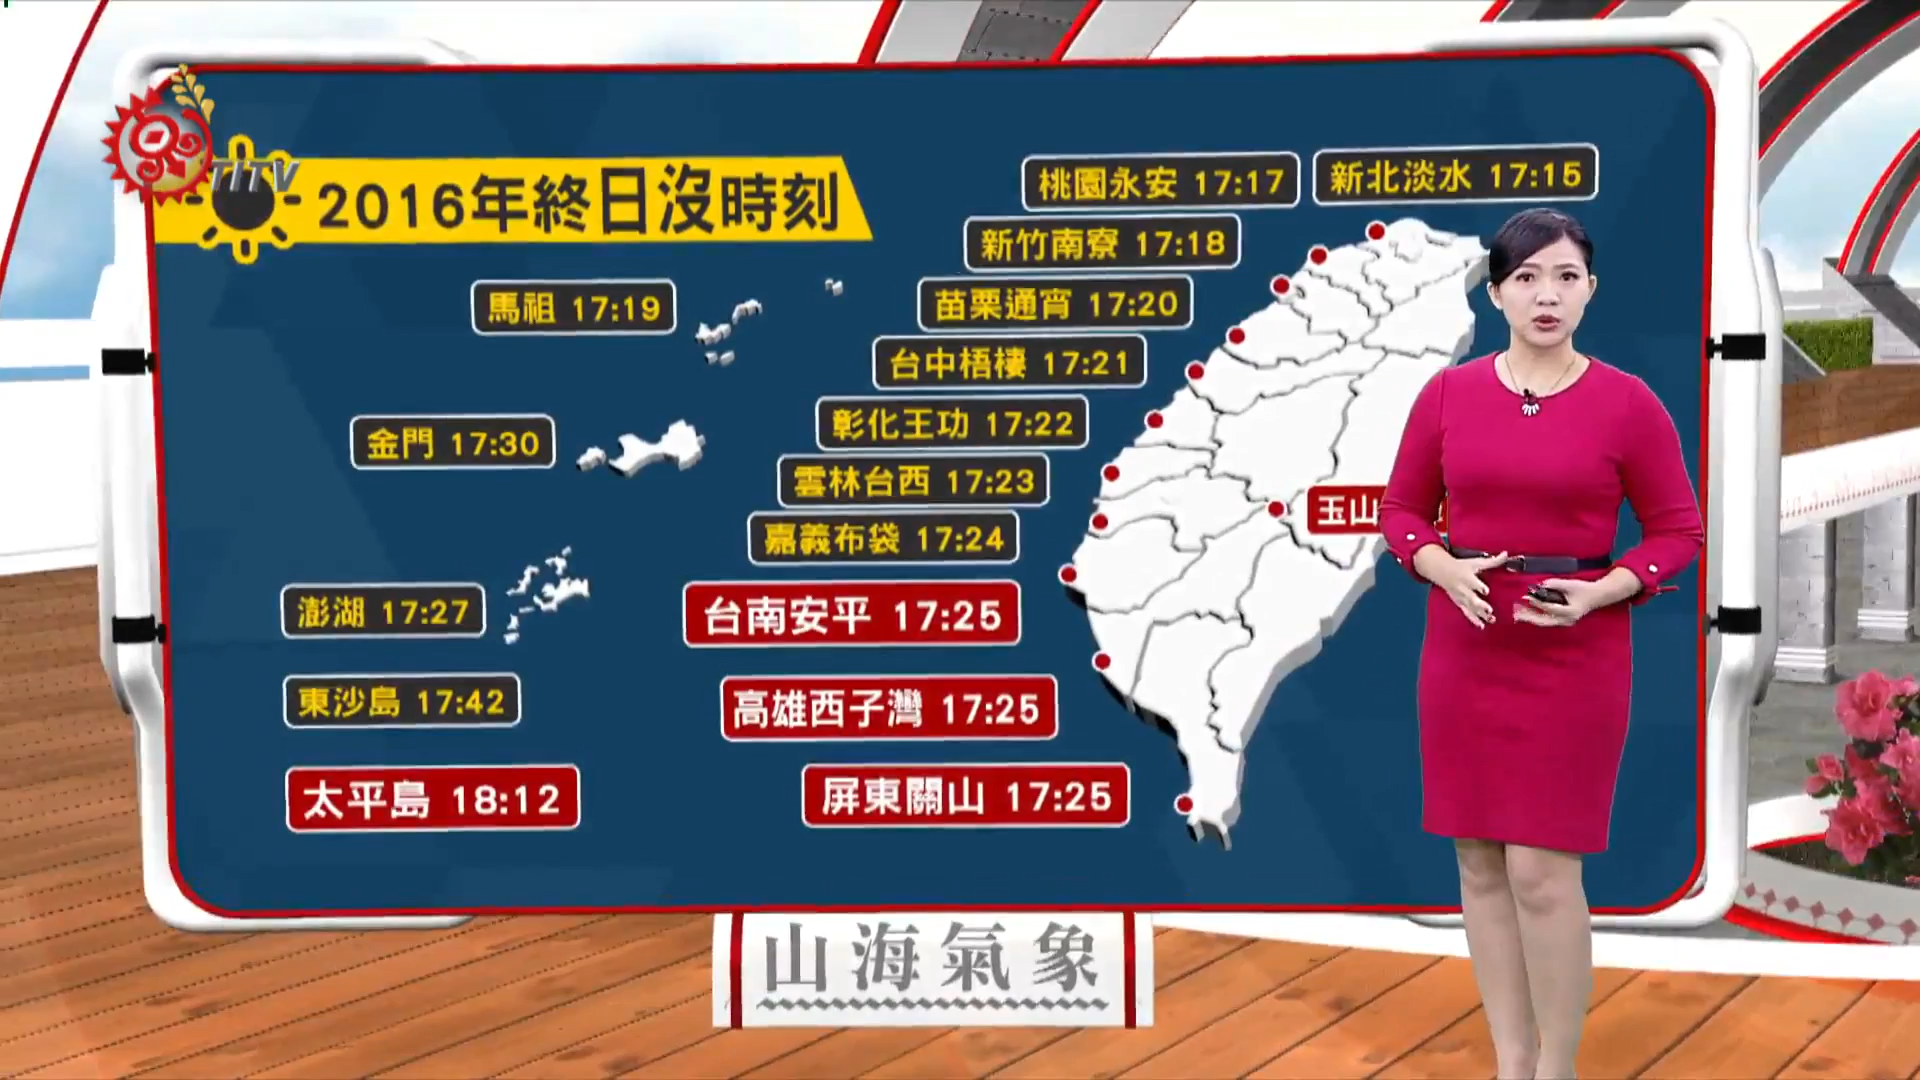 TITV
2016年終日沒時刻
桃園永安 17:17
新北淡水 17:15
新竹南寮 17:18
馬祖 17:19
苗栗通宵 17:20
台中梧棲 17:21
彰化王功 17:22
金門 17:30
雲林台西 17:23
玉山
嘉義布袋 17:24
澎湖 17:27
台南安平 17:25
東沙島 17:42
高雄西子灣 17:25
太平島 18:12
屏東關山 17:25
山海氣象